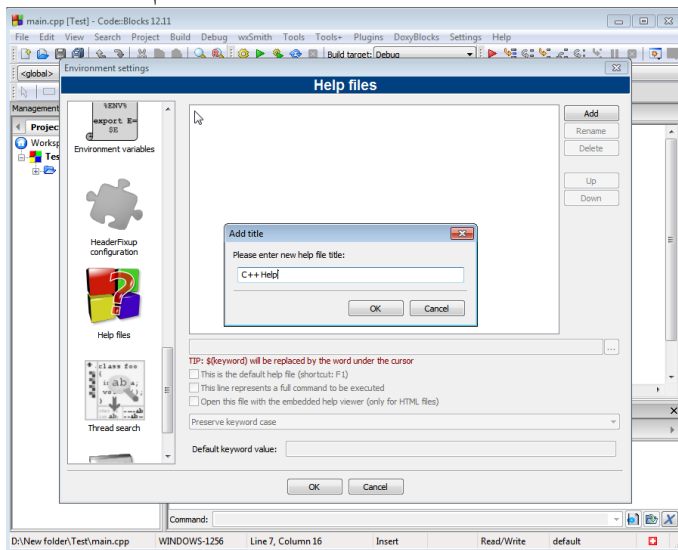 main.cpp [Test] - Code::Blocks 12.11
File Edit View Search Project Build Debug wxSmith Tools Tools+ Plugins DoxyBlocks Settings Help
Build target: Debug
<global>
Environment settings
Help files
Management
Projec
Worksp
Tes
%ENV%
export E=
$E
Environment variables
HeaderFixup
configuration
Help files
class foo
ab
Thread search
Add
Rename
Delete
Up
Down
Add title
Please enter new help file title:
C++ Help
OK Cancel
...
TIP: $(keyword) will be replaced by the word under the cursor
This is the default help file (shortcut: F1)
This line represents a full command to be executed
Open this file with the embedded help viewer (only for HTML files)
Preserve keyword case
Default keyword value:
OK Cancel
Command:
D:\New folder\Test\main.cpp WINDOWS-1256 Line 7, Column 16 Insert Read/Write default